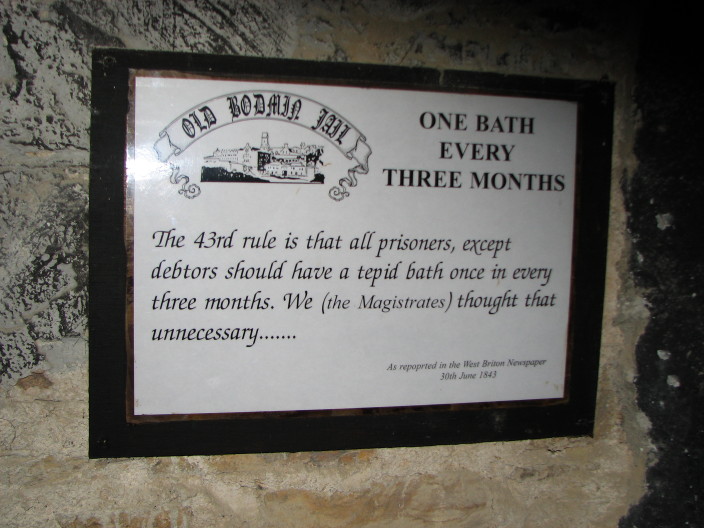 OLD BODMIN JAIL
ONE BATH
EVERY
THREE MONTHS
The 43rd rule is that all prisoners, except
debtors should have a tepid bath once in every
three months. We (the Magistrates) thought that
unnecessary.......
As repoprted in the West Briton Newspaper
30th June 1843